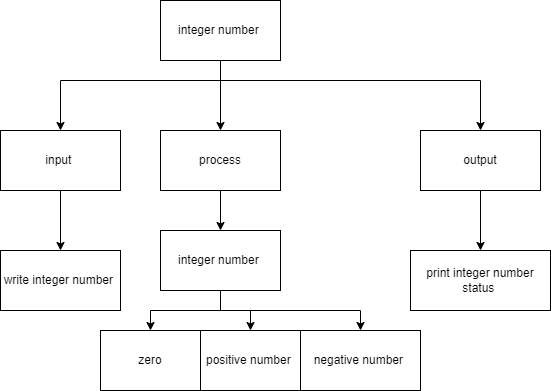 integer number
input
process
output
write integer number
integer number
print integer number
status
zero
positive number
negative number